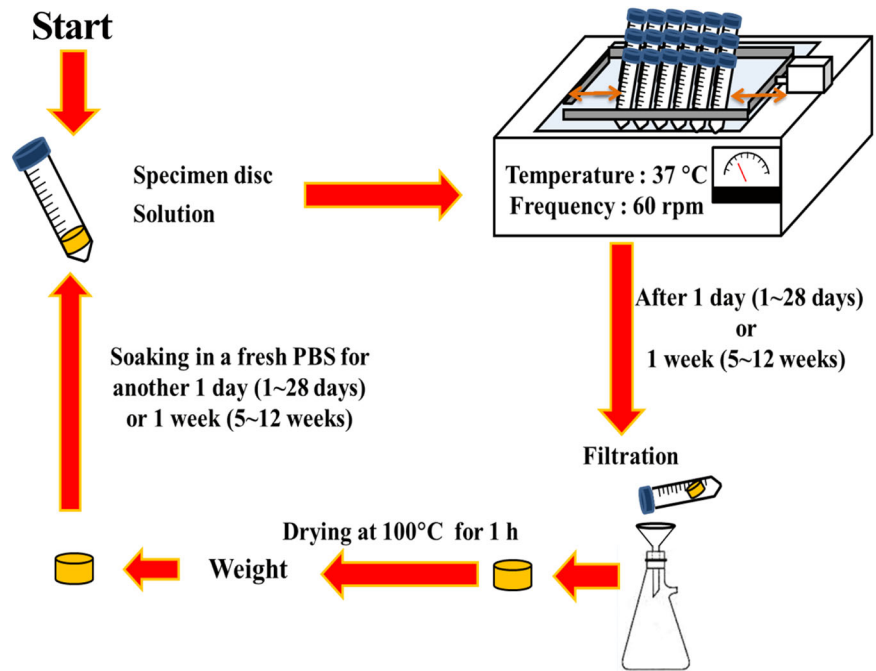 Start
Specimen disc
Solution
Temperature : 37 °C
Frequency : 60 rpm
After 1 day (1~28 days)
or
1 week (5~12 weeks)
Filtration
Drying at 100°C for 1 h
Weight
Soaking in a fresh PBS for
another 1 day (1~28 days)
or 1 week (5~12 weeks)